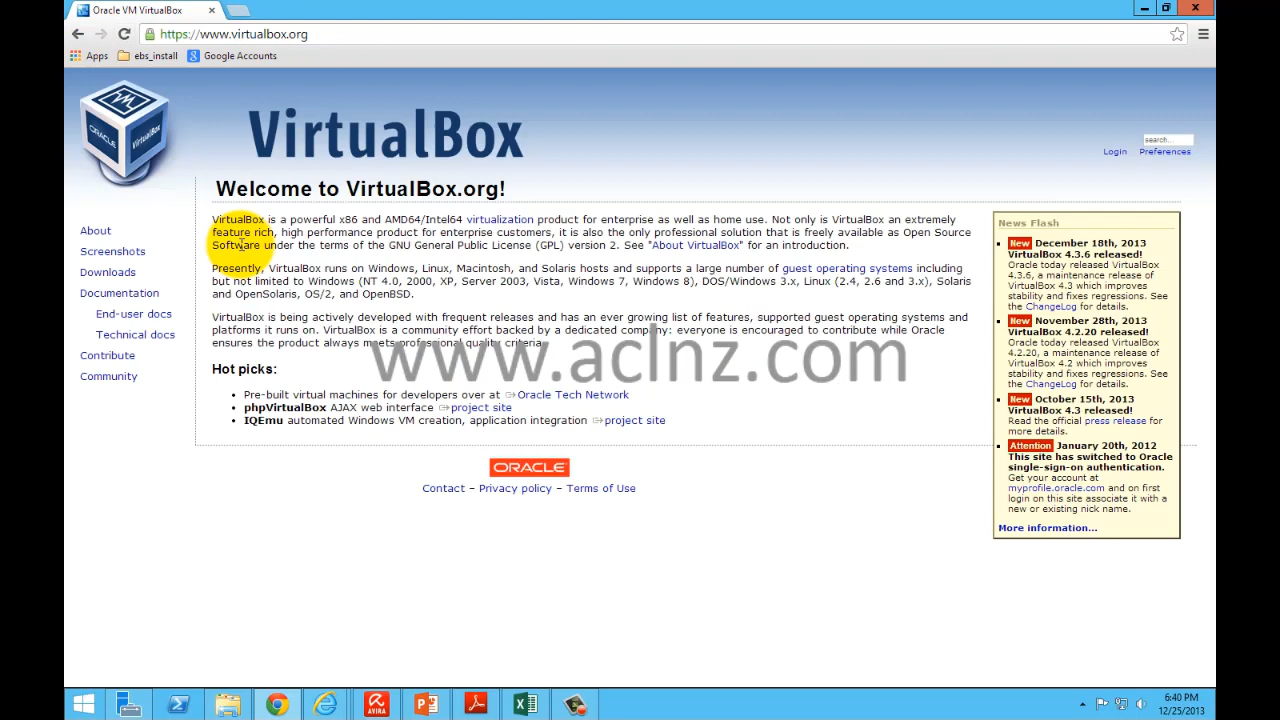 Oracle VM VirtualBox
https://www.virtualbox.org
Apps ebs_install Google Accounts
ORACLE VirtualBox
VirtualBox
search...
Login Preferences
Welcome to VirtualBox.org!
About
Screenshots
Downloads
Documentation
End-user docs
Technical docs
Contribute
Community
VirtualBox is a powerful x86 and AMD64/Intel64 virtualization product for enterprise as well as home use. Not only is VirtualBox an extremely
feature rich, high performance product for enterprise customers, it is also the only professional solution that is freely available as Open Source
Software under the terms of the GNU General Public License (GPL) version 2. See "About VirtualBox" for an introduction.
Presently, VirtualBox runs on Windows, Linux, Macintosh, and Solaris hosts and supports a large number of guest operating systems including
but not limited to Windows (NT 4.0, 2000, XP, Server 2003, Vista, Windows 7, Windows 8), DOS/Windows 3.x, Linux (2.4, 2.6 and 3.x), Solaris
and OpenSolaris, OS/2, and OpenBSD.
VirtualBox is being actively developed with frequent releases and has an ever growing list of features, supported guest operating systems and
platforms it runs on. VirtualBox is a community effort backed by a dedicated company: everyone is encouraged to contribute while Oracle
ensures the product always meets professional quality criteria.
www.aclnz.com
Hot picks:
• Pre-built virtual machines for developers over at Oracle Tech Network
• phpVirtualBox AJAX web interface project site
• IQEmu automated Windows VM creation, application integration project site
ORACLE
Contact – Privacy policy – Terms of Use
News Flash
New December 18th, 2013
VirtualBox 4.3.6 released!
Oracle today released VirtualBox
4.3.6, a maintenance release of
VirtualBox 4.3 which improves
stability and fixes regressions. See
the ChangeLog for details.
New November 28th, 2013
VirtualBox 4.2.20 released!
Oracle today released VirtualBox
4.2.20, a maintenance release of
VirtualBox 4.2 which improves
stability and fixes regressions. See
the ChangeLog for details.
New October 15th, 2013
VirtualBox 4.3 released!
Read the official press release for
more details.
Attention January 20th, 2012
This site has switched to Oracle
single-sign-on authentication.
Get your account at
myprofile.oracle.com and on first
login on this site associate it with a
new or existing nick name.
More information...
AVIRA
6:40 PM
12/25/2013